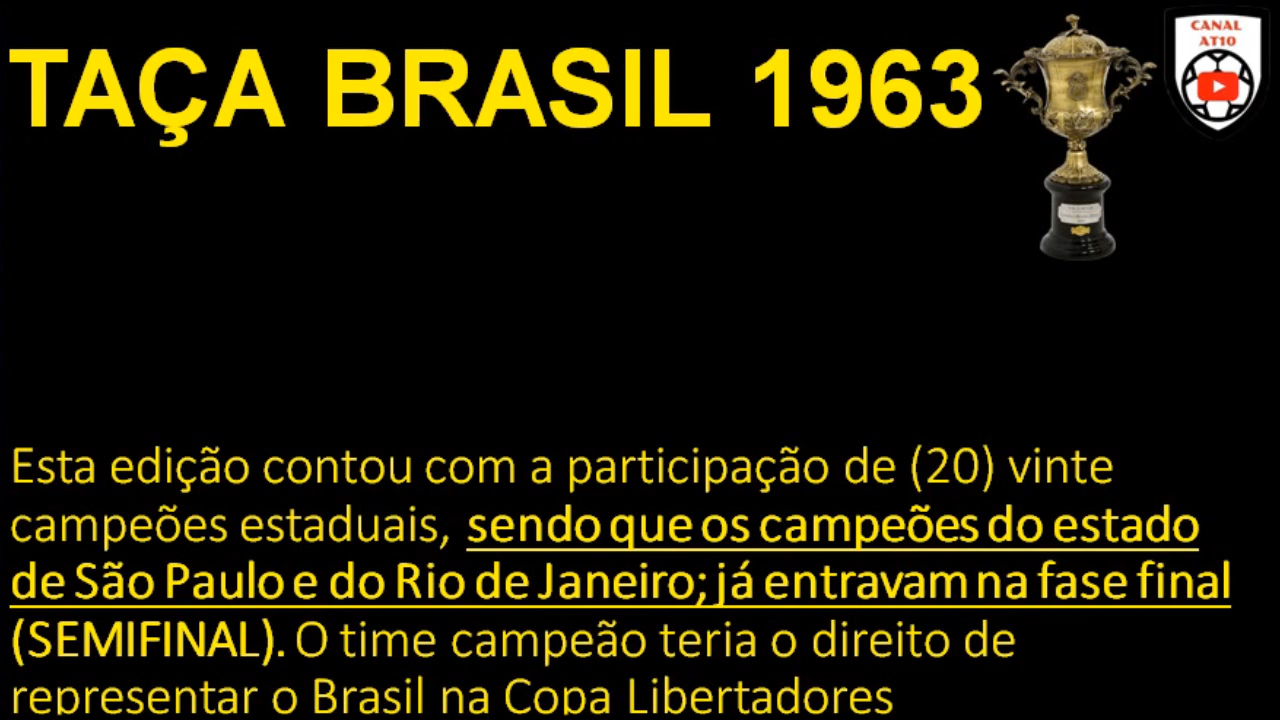 TAÇA BRASIL 1963
CANAL
AT10
Esta edição contou com a participação de (20) vinte
campeões estaduais, sendo que os campeões do estado
de São Paulo e do Rio de Janeiro; já entravam na fase final
(SEMIFINAL). O time campeão teria o direito de
representar o Brasil na Copa Libertadores